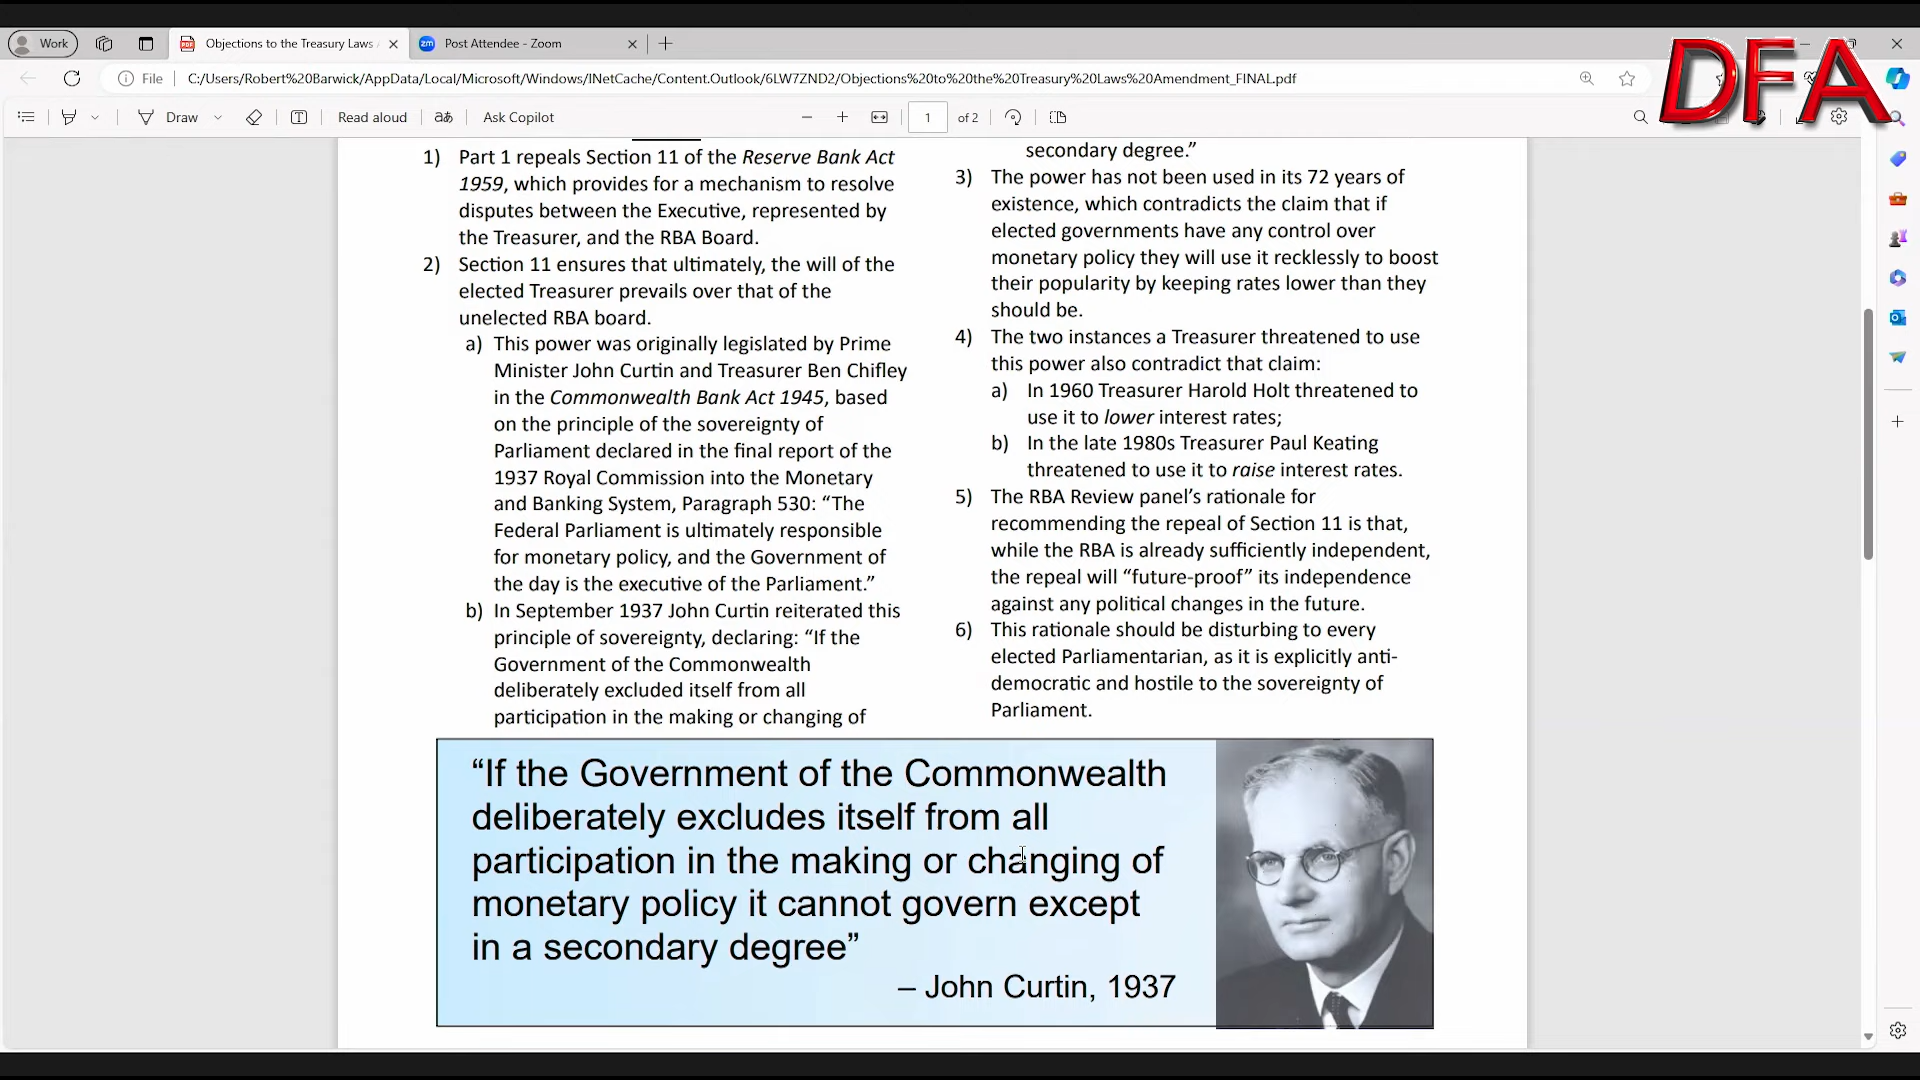 Work
Objections to the Treasury Laws
Post Attendee - Zoom
DFA
File
C:/Users/Robert%20Barwick/AppData/Local/Microsoft/Windows/INetCache/Content.Outlook/6LW7ZND2/Objections%20to%20the%20Treasury%20Laws%20Amendment_FINAL.pdf
Draw
Read aloud
aあ
Ask Copilot
1
of 2
1) Part 1 repeals Section 11 of the Reserve Bank Act
1959, which provides for a mechanism to resolve
disputes between the Executive, represented by
the Treasurer, and the RBA Board.
2) Section 11 ensures that ultimately, the will of the
elected Treasurer prevails over that of the
unelected RBA board.
a) This power was originally legislated by Prime
Minister John Curtin and Treasurer Ben Chifley
in the Commonwealth Bank Act 1945, based
on the principle of the sovereignty of
Parliament declared in the final report of the
1937 Royal Commission into the Monetary
and Banking System, Paragraph 530: “The
Federal Parliament is ultimately responsible
for monetary policy, and the Government of
the day is the executive of the Parliament.”
b) In September 1937 John Curtin reiterated this
principle of sovereignty, declaring: “If the
Government of the Commonwealth
deliberately excluded itself from all
participation in the making or changing of
secondary degree.”
3) The power has not been used in its 72 years of
existence, which contradicts the claim that if
elected governments have any control over
monetary policy they will use it recklessly to boost
their popularity by keeping rates lower than they
should be.
4) The two instances a Treasurer threatened to use
this power also contradict that claim:
a) In 1960 Treasurer Harold Holt threatened to
use it to lower interest rates;
b) In the late 1980s Treasurer Paul Keating
threatened to use it to raise interest rates.
5) The RBA Review panel’s rationale for
recommending the repeal of Section 11 is that,
while the RBA is already sufficiently independent,
the repeal will “future-proof” its independence
against any political changes in the future.
6) This rationale should be disturbing to every
elected Parliamentarian, as it is explicitly anti-
democratic and hostile to the sovereignty of
Parliament.
“If the Government of the Commonwealth
deliberately excludes itself from all
participation in the making or changing of
monetary policy it cannot govern except
in a secondary degree”
– John Curtin, 1937